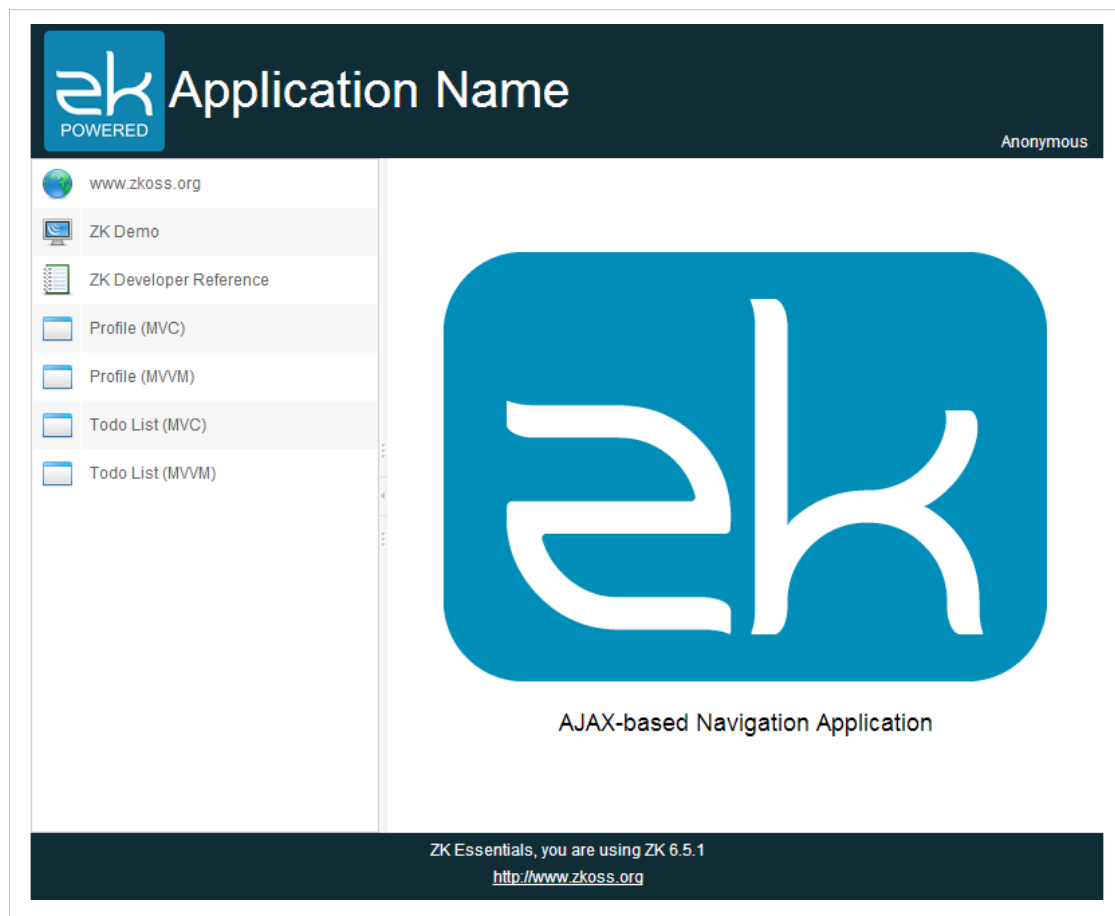 zk
POWERED
Application Name
Anonymous
www.zkoss.org
ZK Demo
ZK Developer Reference
Profile (MVC)
Profile (MVVM)
Todo List (MVC)
Todo List (MVVM)
zk
AJAX-based Navigation Application
ZK Essentials, you are using ZK 6.5.1
http://www.zkoss.org